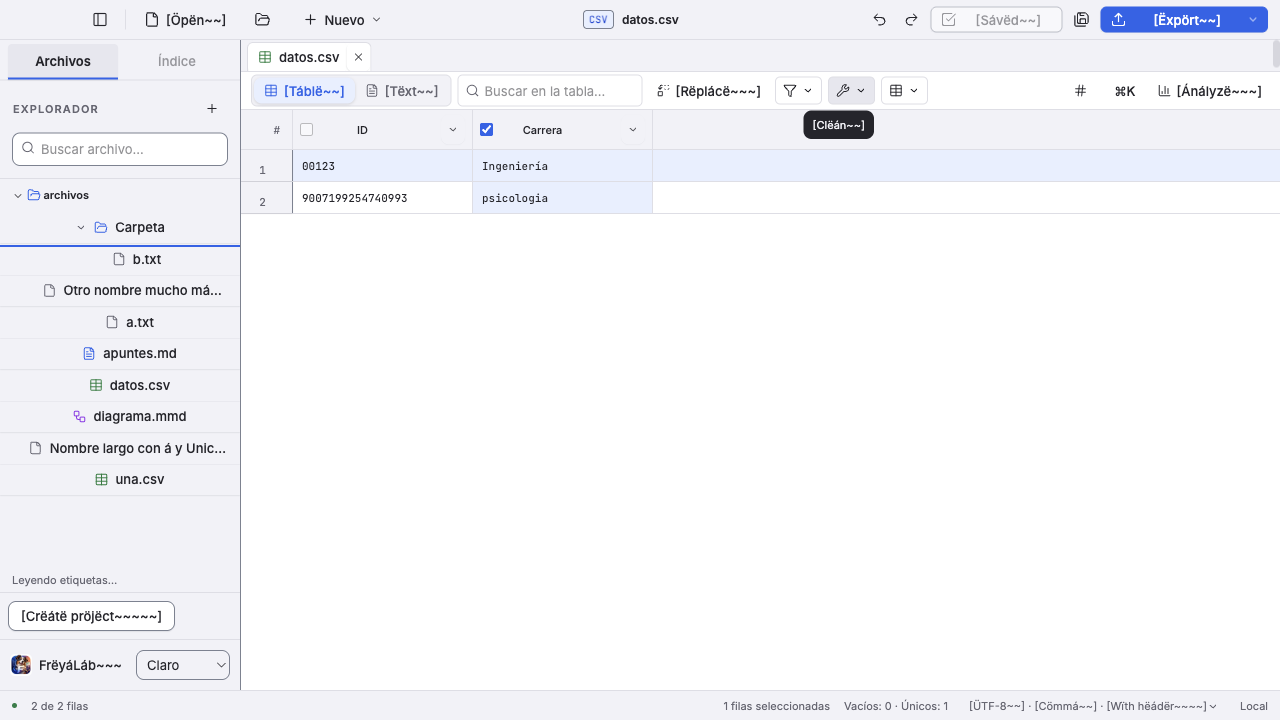 [Öpën~~]
Nuevo
CSV datos.csv
[Sávëd~~]
[Ëxpört~~]
Archivos
Índice
datos.csv
EXPLORADOR
[Táblë~~]
[Tëxt~~]
Buscar en la tabla...
[Rëplácë~~~]
#
⌘K
[Ánályzë~~~]
[Clëán~~]
Buscar archivo...
# ID Carrera
1 00123 Ingeniería
2 9007199254740993 psicologia
archivos
Carpeta
b.txt
Otro nombre mucho má...
a.txt
apuntes.md
datos.csv
diagrama.mmd
Nombre largo con á y Unic...
una.csv
Leyendo etiquetas...
[Crëátë pröjëct~~~~~]
FrëyáLáb~~~
Claro
2 de 2 filas
1 filas seleccionadas
Vacíos: 0 · Únicos: 1
[ÜTF-8~~] · [Cömmá~~] · [Wíth hëádër~~~~]
Local